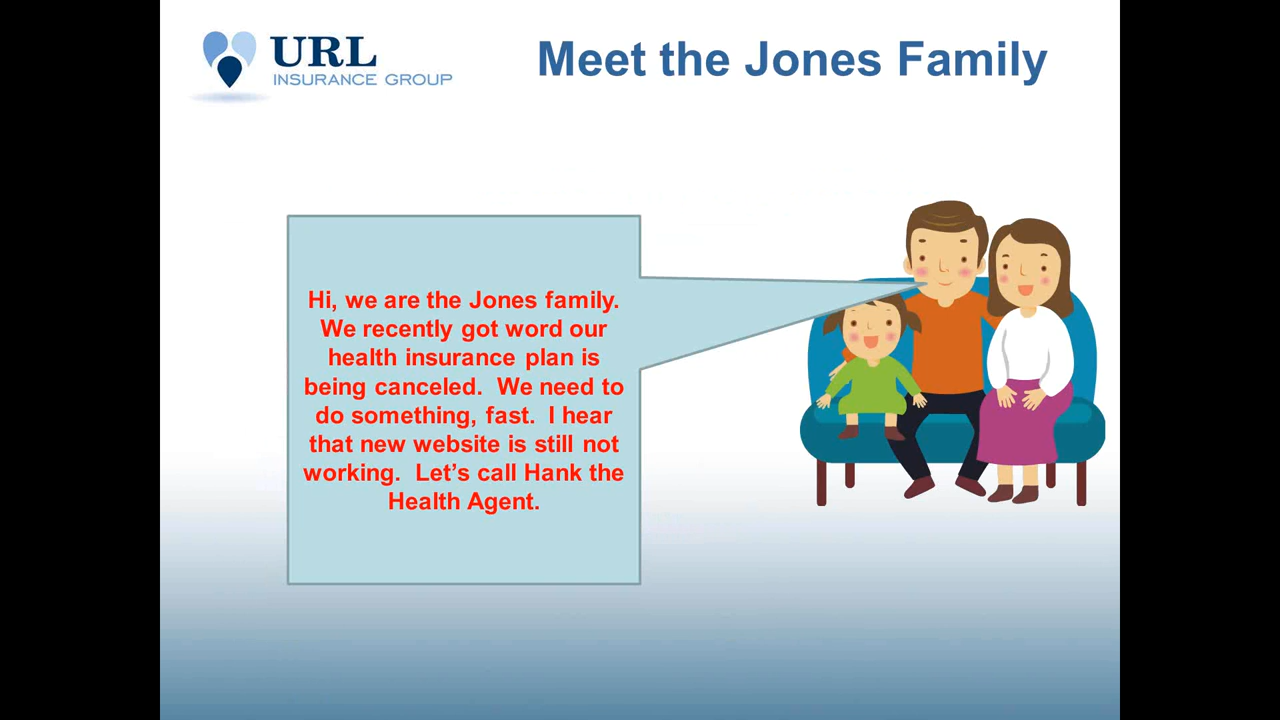 URL
INSURANCE GROUP
Meet the Jones Family
Hi, we are the Jones family.
We recently got word our
health insurance plan is
being canceled.  We need to
do something, fast.  I hear
that new website is still not
working.  Let’s call Hank the
Health Agent.